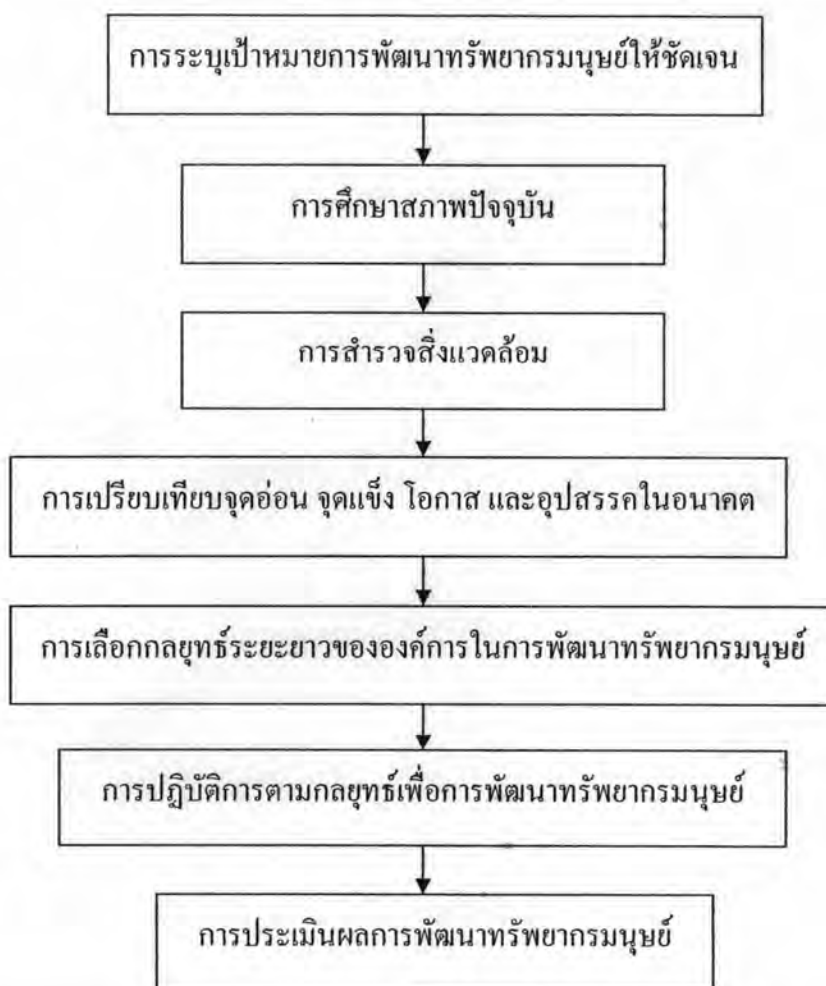 การระบุเป้าหมายการพัฒนาทรัพยากรมนุษย์ให้ชัดเจน
การศึกษาสภาพปัจจุบัน
การสำรวจสิ่งแวดล้อม
การเปรียบเทียบจุดอ่อน จุดแข็ง โอกาส และอุปสรรคในอนาคต
การเลือกกลยุทธ์ระยะยาวขององค์การในการพัฒนาทรัพยากรมนุษย์
การปฏิบัติการตามกลยุทธ์เพื่อการพัฒนาทรัพยากรมนุษย์
การประเมินผลการพัฒนาทรัพยากรมนุษย์